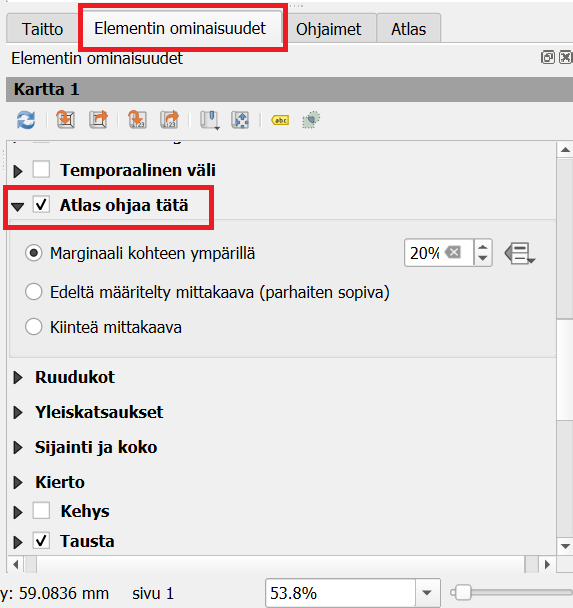 Taitto Elementin ominaisuudet Ohjaimet Atlas
Elementin ominaisuudet
Kartta 1
Temporaalinen väli
Atlas ohjaa tätä
Marginaali kohteen ympärillä 20%
Edeltä määritelty mittakaava (parhaiten sopiva)
Kiinteä mittakaava
Ruudukot
Yleiskatsaukset
Sijainti ja koko
Kierto
Kehys
Tausta
y: 59.0836 mm sivu 1 53.8%